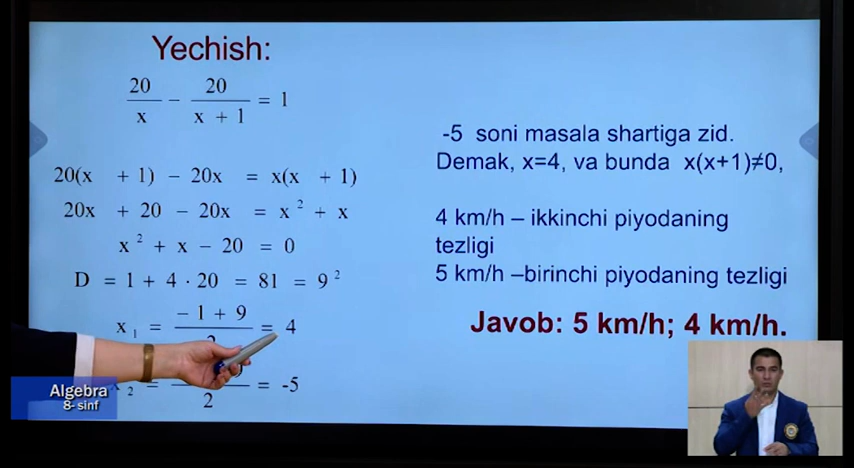 Yechish:
20/x − 20/(x + 1) = 1
20(x + 1) − 20x = x(x + 1)
20x + 20 − 20x = x² + x
x² + x − 20 = 0
D = 1 + 4 · 20 = 81 = 9²
x₁ = (− 1 + 9)/2 = 4
₂ = /2 = -5
-5 soni masala shartiga zid.
Demak, x=4, va bunda x(x+1)≠0,
4 km/h – ikkinchi piyodaning
tezligi
5 km/h –birinchi piyodaning tezligi
Javob: 5 km/h; 4 km/h.
Algebra
8- sinf